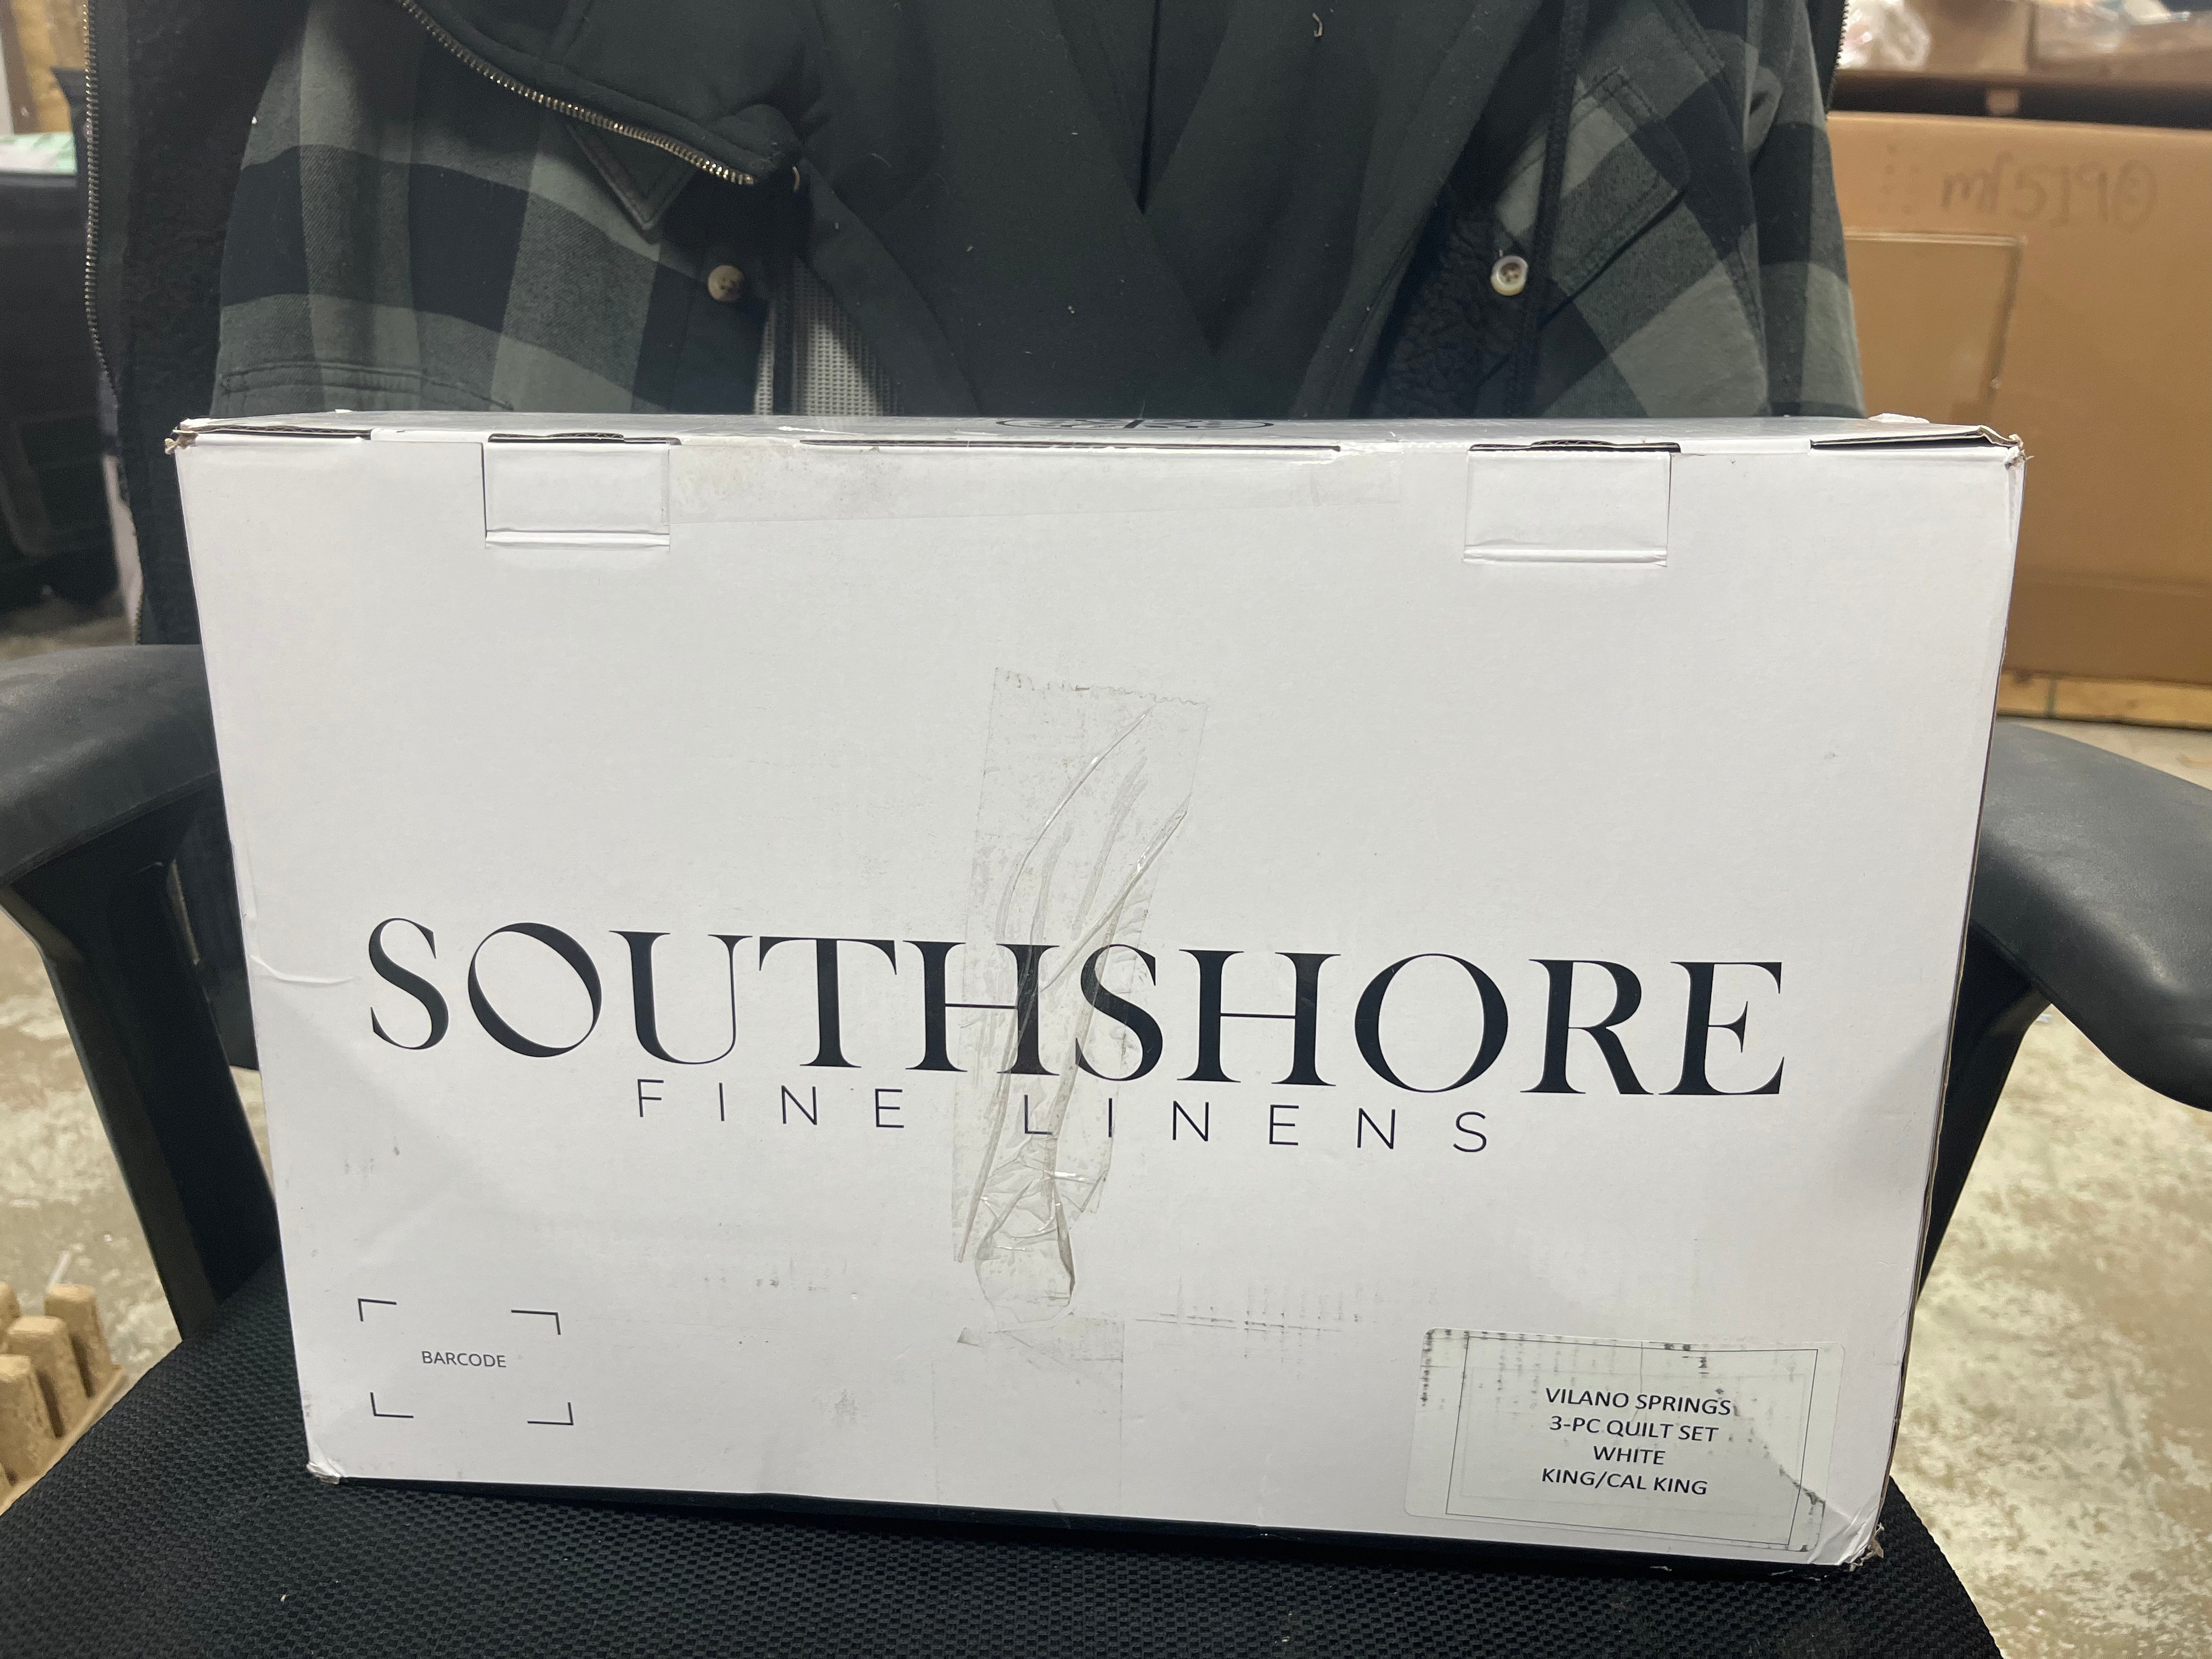 SOUTHSHORE
FINE LINENS
BARCODE
VILANO SPRINGS
3-PC QUILT SET
WHITE
KING/CAL KING